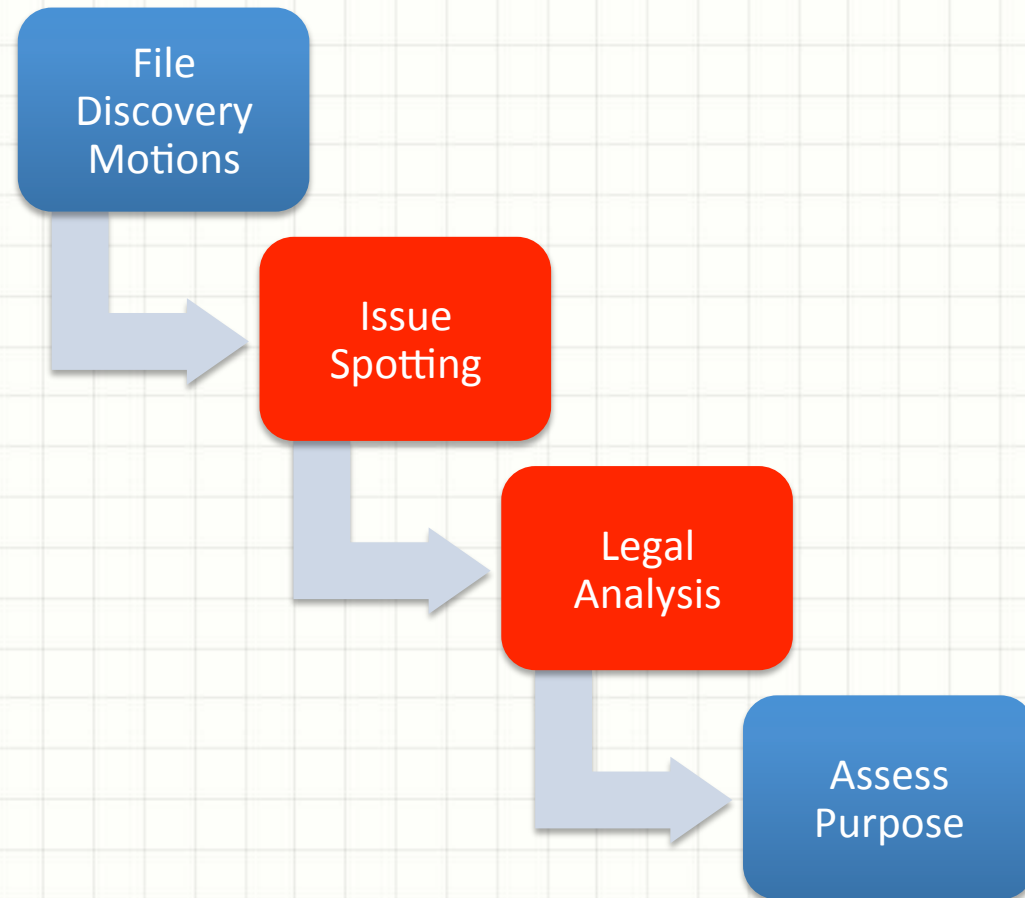 File
Discovery
Motions
Issue
Spotting
Legal
Analysis
Assess
Purpose